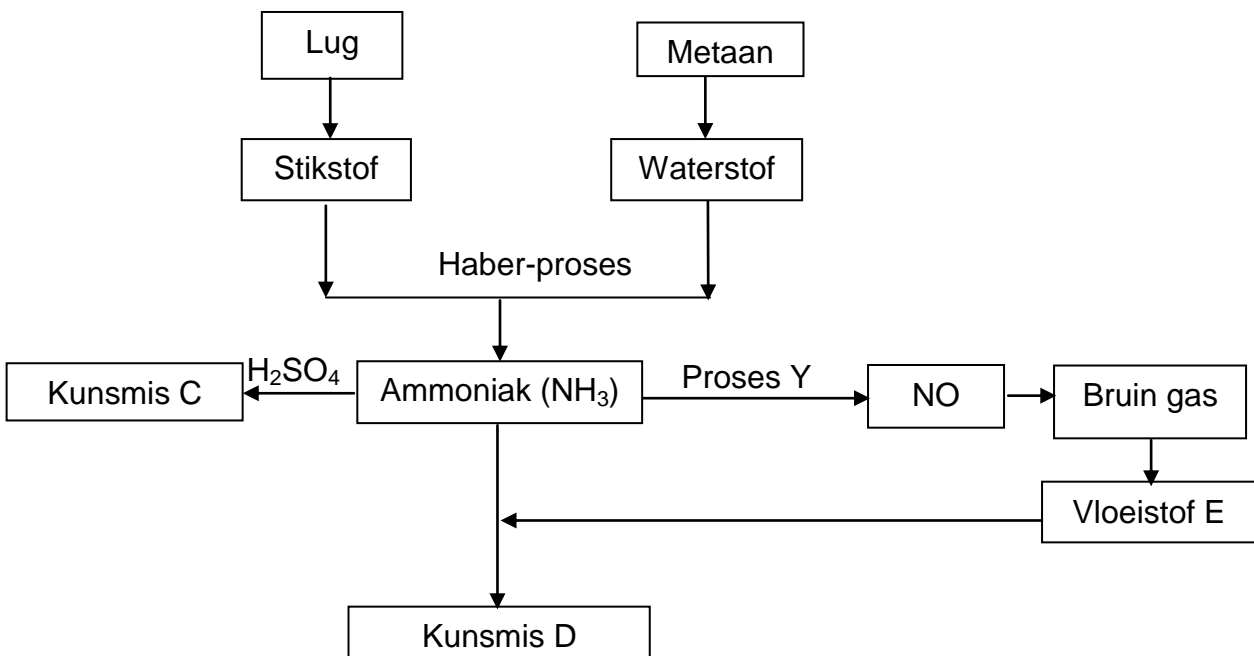 Lug
Metaan
Stikstof
Waterstof
Haber-proses
Kunsmis C
H₂SO₄
Ammoniak (NH₃)
Proses Y
NO
Bruin gas
Vloeistof E
Kunsmis D